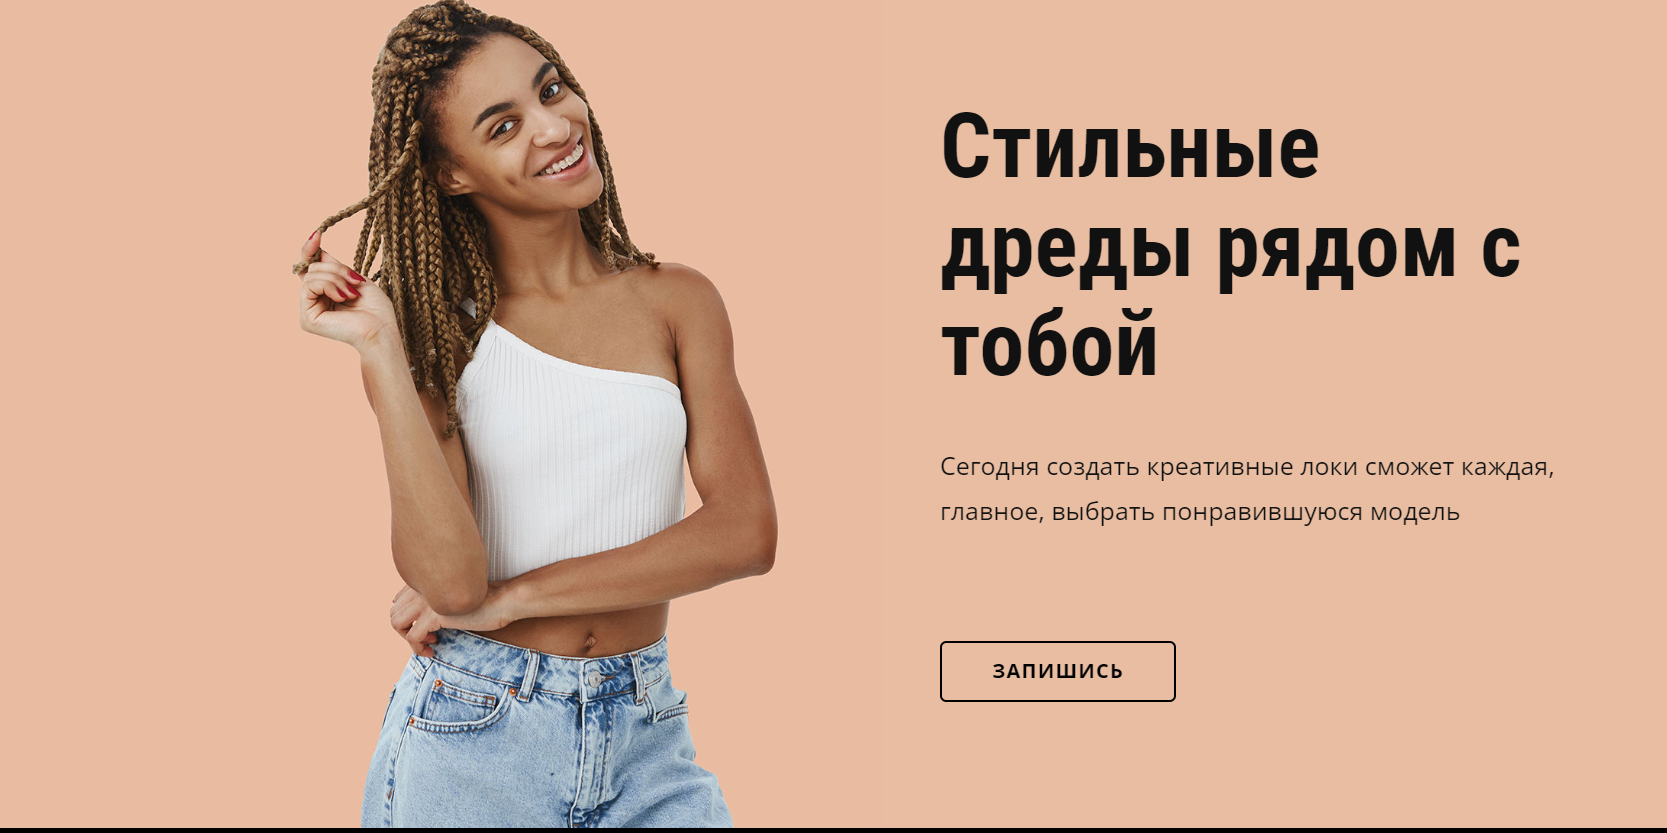 Стильные
дреды рядом с
тобой
Сегодня создать креативные локи сможет каждая,
главное, выбрать понравившуюся модель
ЗАПИШИСЬ